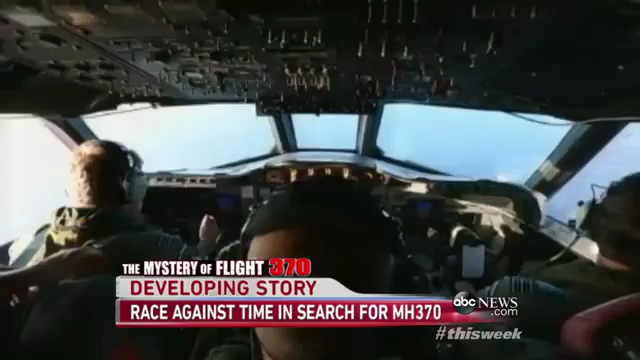 THE MYSTERY OF FLIGHT 370
DEVELOPING STORY
RACE AGAINST TIME IN SEARCH FOR MH370
abc NEWS
.com
#thisweek